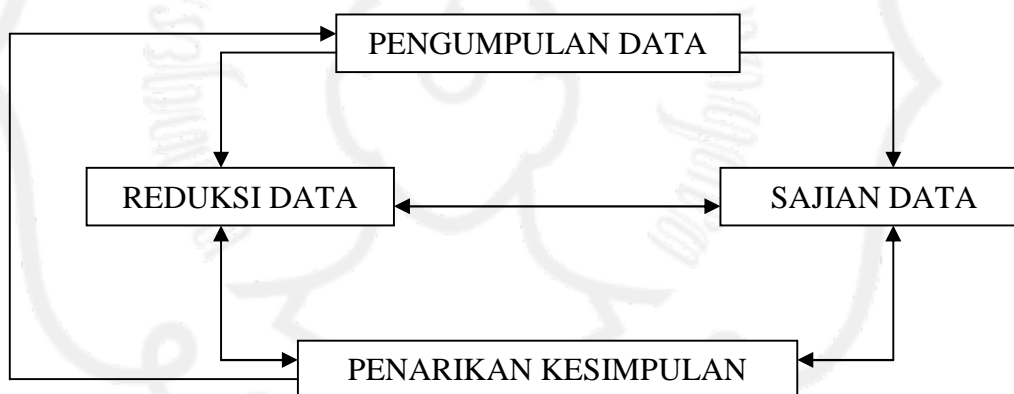 PENGUMPULAN DATA
REDUKSI DATA
SAJIAN DATA
PENARIKAN KESIMPULAN